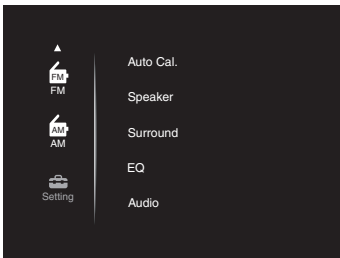 Auto Cal.
FM
FM
Speaker
AM
AM
Surround
EQ
Setting
Audio